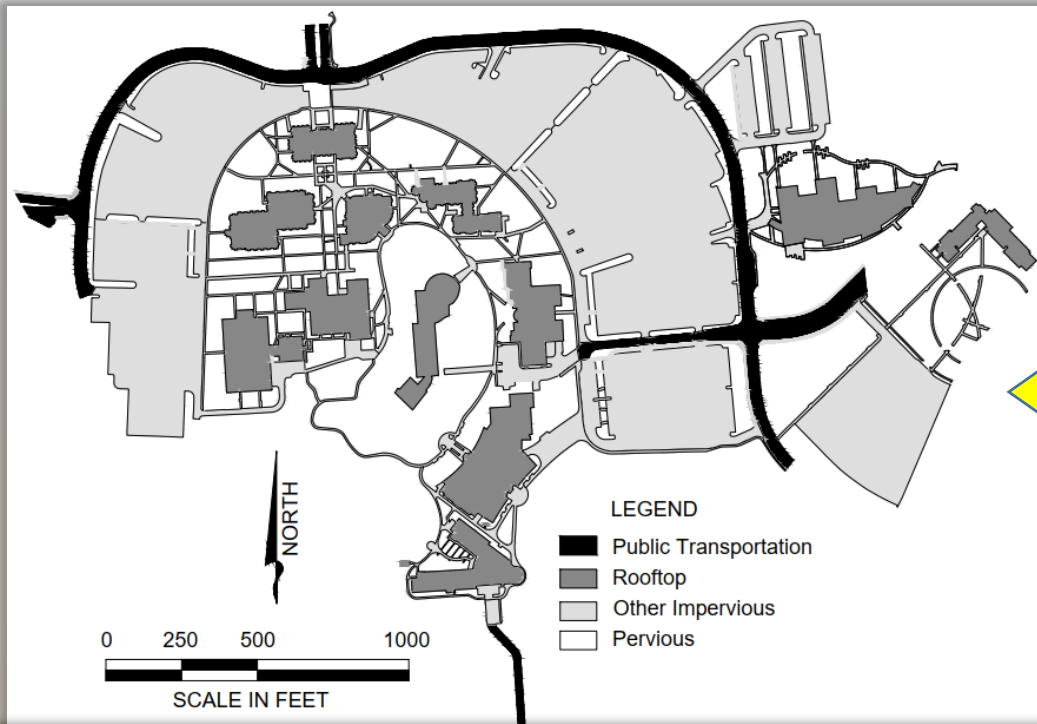 NORTH
LEGEND
Public Transportation
Rooftop
Other Impervious
Pervious
0 250 500 1000
SCALE IN FEET